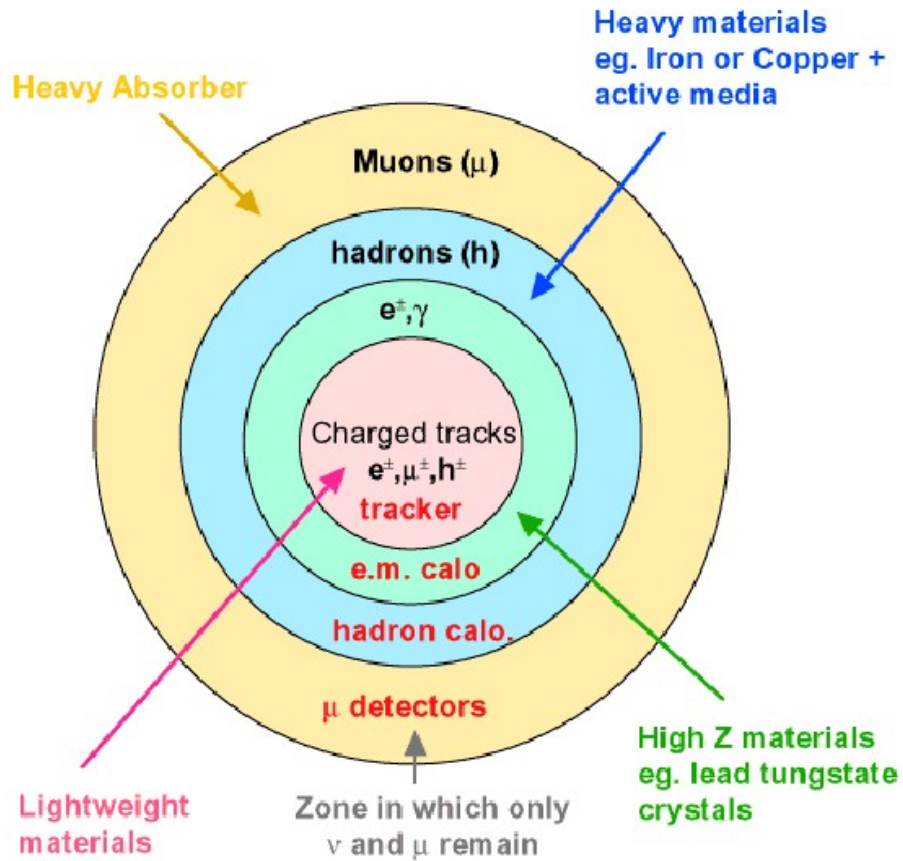 Heavy materials
eg. Iron or Copper +
active media
Heavy Absorber
Muons (μ)
hadrons (h)
e±,γ
Charged tracks
e±,μ±,h±
tracker
e.m. calo
hadron calo.
μ detectors
High Z materials
eg. lead tungstate
crystals
Lightweight
materials
Zone in which only
ν and μ remain